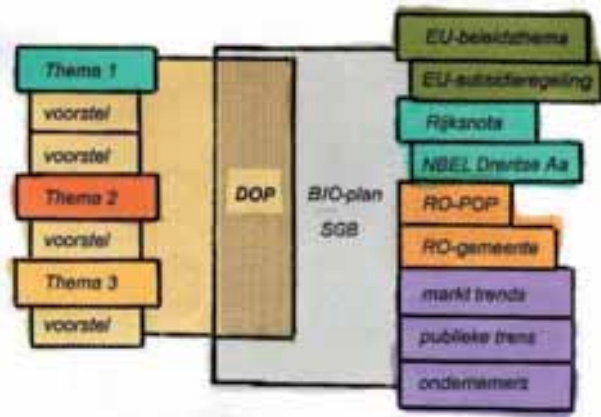 Thema 1
voorstel
voorstel
Thema 2
voorstel
Thema 3
voorstel
DOP
BIO-plan
SGB
EU-beleidsthema
EU-subsidieregeling
Rijksnota
NBEL Drentse Aa
RO-POP
RO-gemeente
markt trends
publieke trens
ondernemers